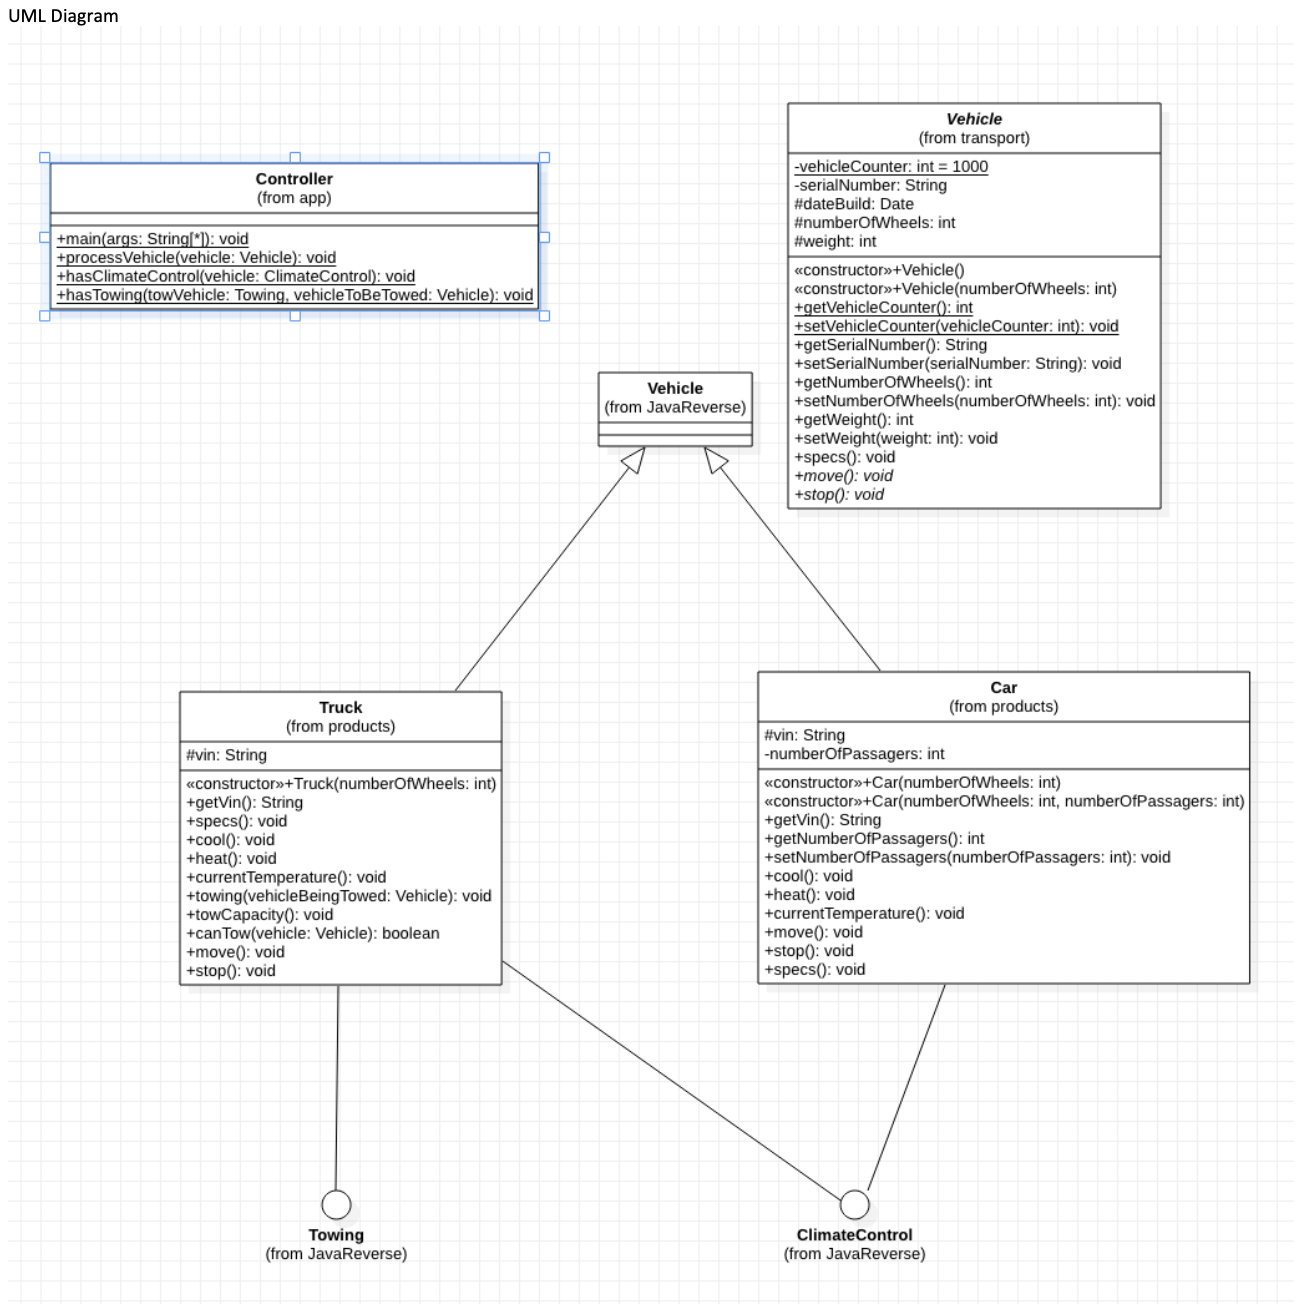 UML Diagram
Controller
(from app)
+main(args: String[*]): void
+processVehicle(vehicle: Vehicle): void
+hasClimateControl(vehicle: ClimateControl): void
+hasTowing(towVehicle: Towing, vehicleToBeTowed: Vehicle): void
Vehicle
(from transport)
-vehicleCounter: int = 1000
-serialNumber: String
#dateBuild: Date
#numberOfWheels: int
#weight: int
«constructor»+Vehicle()
«constructor»+Vehicle(numberOfWheels: int)
+getVehicleCounter(): int
+setVehicleCounter(vehicleCounter: int): void
+getSerialNumber(): String
+setSerialNumber(serialNumber: String): void
+getNumberOfWheels(): int
+setNumberOfWheels(numberOfWheels: int): void
+getWeight(): int
+setWeight(weight: int): void
+specs(): void
+move(): void
+stop(): void
Vehicle
(from JavaReverse)
Truck
(from products)
#vin: String
«constructor»+Truck(numberOfWheels: int)
+getVin(): String
+specs(): void
+cool(): void
+heat(): void
+currentTemperature(): void
+towing(vehicleBeingTowed: Vehicle): void
+towCapacity(): void
+canTow(vehicle: Vehicle): boolean
+move(): void
+stop(): void
Car
(from products)
#vin: String
-numberOfPassagers: int
«constructor»+Car(numberOfWheels: int)
«constructor»+Car(numberOfWheels: int, numberOfPassagers: int)
+getVin(): String
+getNumberOfPassagers(): int
+setNumberOfPassagers(numberOfPassagers: int): void
+cool(): void
+heat(): void
+currentTemperature(): void
+move(): void
+stop(): void
+specs(): void
Towing
(from JavaReverse)
ClimateControl
(from JavaReverse)